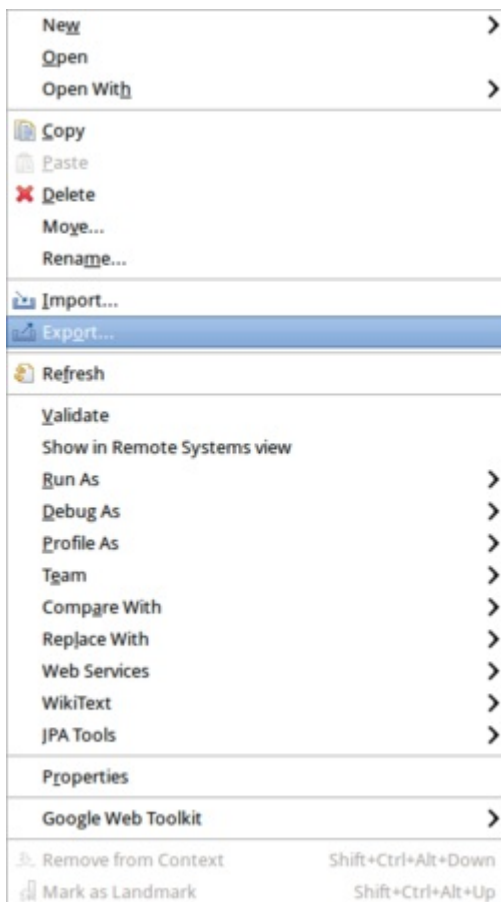 New
Open
Open With
Copy
Paste
Delete
Move...
Rename...
Import...
Export...
Refresh
Validate
Show in Remote Systems view
Run As
Debug As
Profile As
Team
Compare With
Replace With
Web Services
WikiText
JPA Tools
Properties
Google Web Toolkit
Remove from Context Shift+Ctrl+Alt+Down
Mark as Landmark Shift+Ctrl+Alt+Up